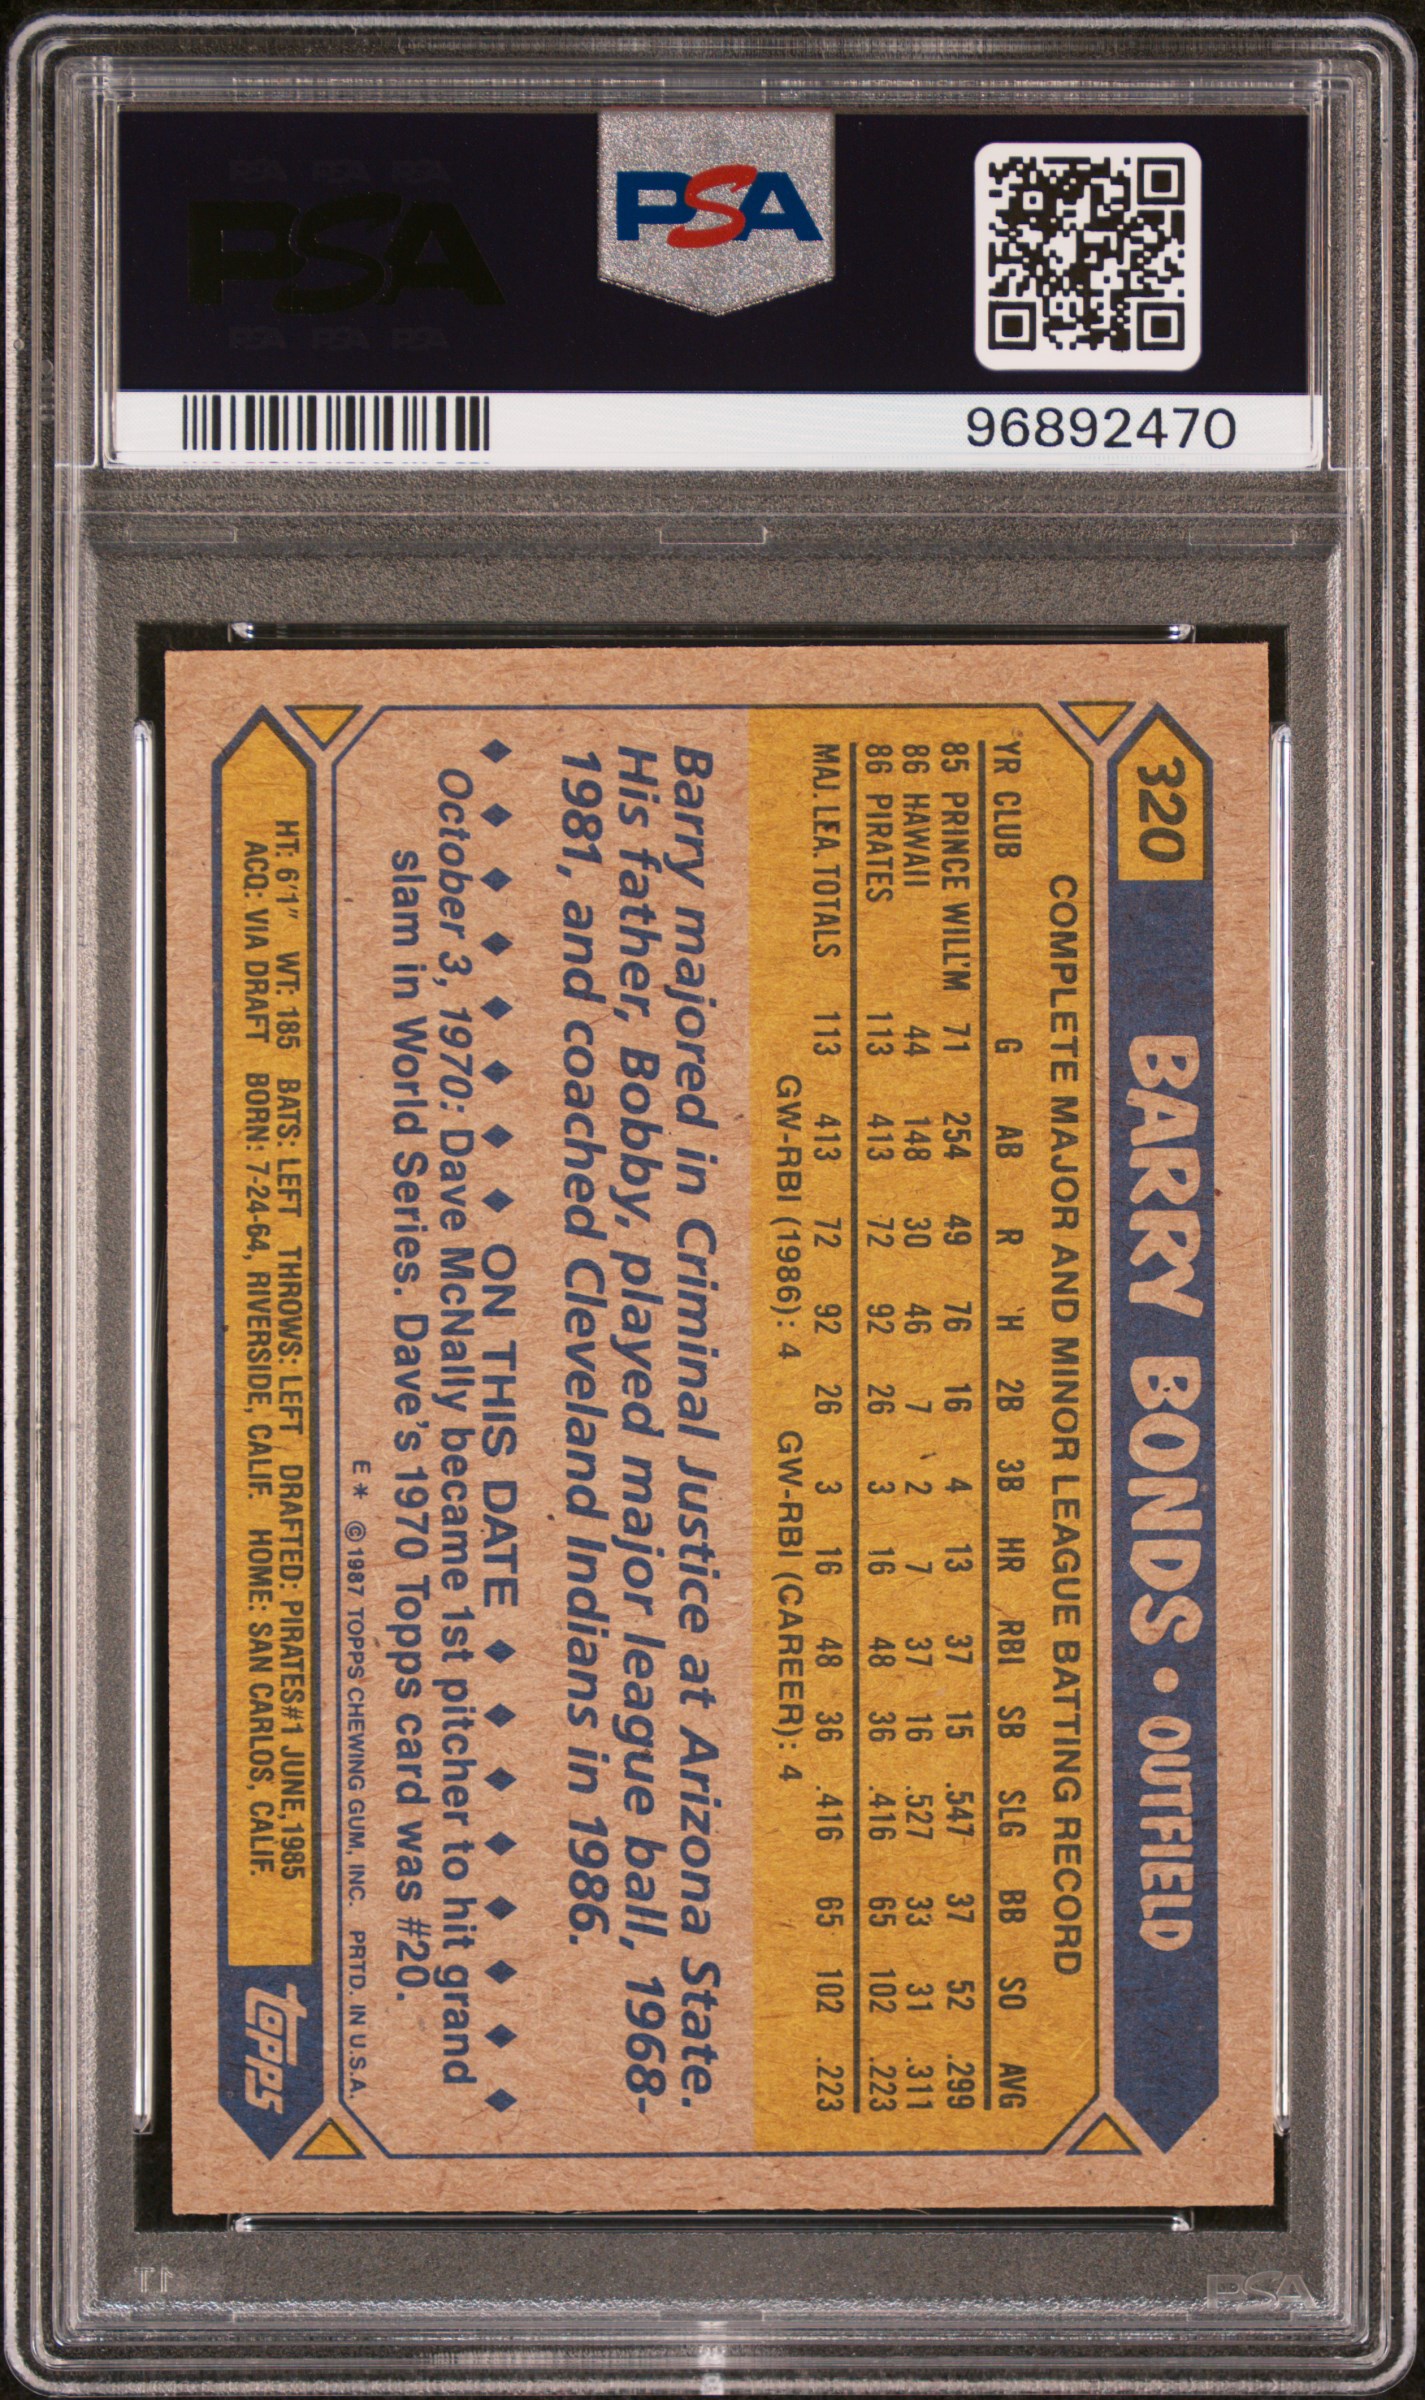 PSA
PSA PSA PSA
PSA
PSA PSA PSA
96892470
320 BARRY BONDS • OUTFIELD
COMPLETE MAJOR AND MINOR LEAGUE BATTING RECORD
YR CLUB G AB R H 2B 3B HR RBI SB SLG BB SO AVG
85 PRINCE WILL'M 71 254 49 76 16 4 13 37 15 .547 37 52 .299
86 HAWAII 44 148 30 46 7 2 7 37 16 .527 33 31 .311
86 PIRATES 113 413 72 92 26 3 16 48 36 .416 65 102 .223
MAJ. LEA. TOTALS 113 413 72 92 26 3 16 48 36 .416 65 102 .223
GW-RBI (1986): 4 GW-RBI (CAREER): 4
Barry majored in Criminal Justice at Arizona State.
His father, Bobby, played major league ball, 1968-
1981, and coached Cleveland Indians in 1986.
ON THIS DATE
October 3, 1970: Dave McNally became 1st pitcher to hit grand
slam in World Series. Dave's 1970 Topps card was #20.
E* ©1987 TOPPS CHEWING GUM, INC. PRTD. IN U.S.A.
HT: 6'1" WT: 185 BATS: LEFT THROWS: LEFT DRAFTED: PIRATES#1 JUNE, 1985
ACQ: VIA DRAFT BORN: 7-24-64, RIVERSIDE, CALIF. HOME: SAN CARLOS, CALIF.
topps
PSA